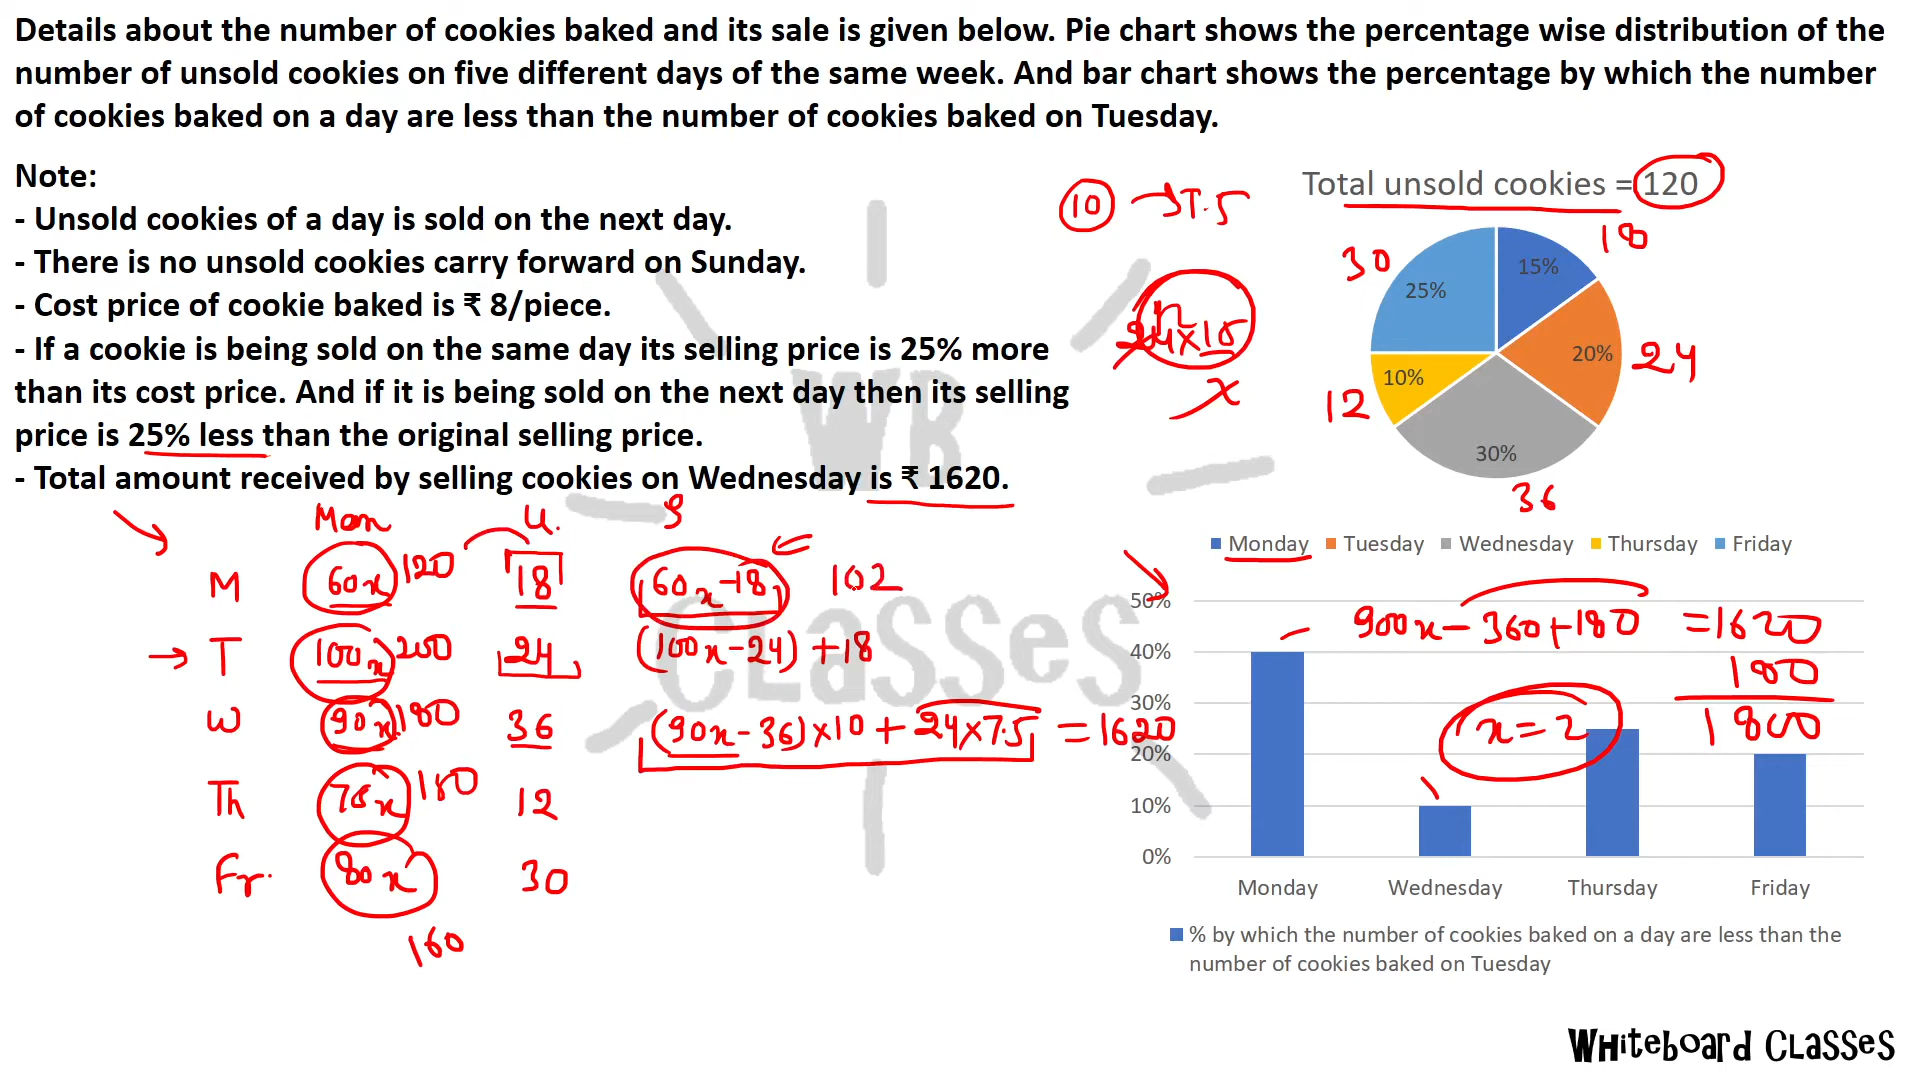 Details about the number of cookies baked and its sale is given below. Pie chart shows the percentage wise distribution of the
number of unsold cookies on five different days of the same week. And bar chart shows the percentage by which the number
of cookies baked on a day are less than the number of cookies baked on Tuesday.
Note:
- Unsold cookies of a day is sold on the next day.
- There is no unsold cookies carry forward on Sunday.
- Cost price of cookie baked is ₹ 8/piece.
- If a cookie is being sold on the same day its selling price is 25% more
than its cost price. And if it is being sold on the next day then its selling
price is 25% less than the original selling price.
- Total amount received by selling cookies on Wednesday is ₹ 1620.
10 → 7.5
24×10
x
Total unsold cookies = 120
18
30
15%
25%
20%
24
10%
12
30%
36
Monday Tuesday Wednesday Thursday Friday
Man U. S
M 60x 120 18 60x-18 102
T 100x 200 24 (100x-24)+18
W 90x 180 36 (90x-36)×10+24×7.5 =1620
Th 75x 180 12
Fr. 80x 30
160
900x-360+180 =1620
180
1800
x=2
50%
40%
30%
20%
10%
0%
Monday Wednesday Thursday Friday
% by which the number of cookies baked on a day are less than the
number of cookies baked on Tuesday
WB
CLaSSeS
WHiteboard CLaSSeS